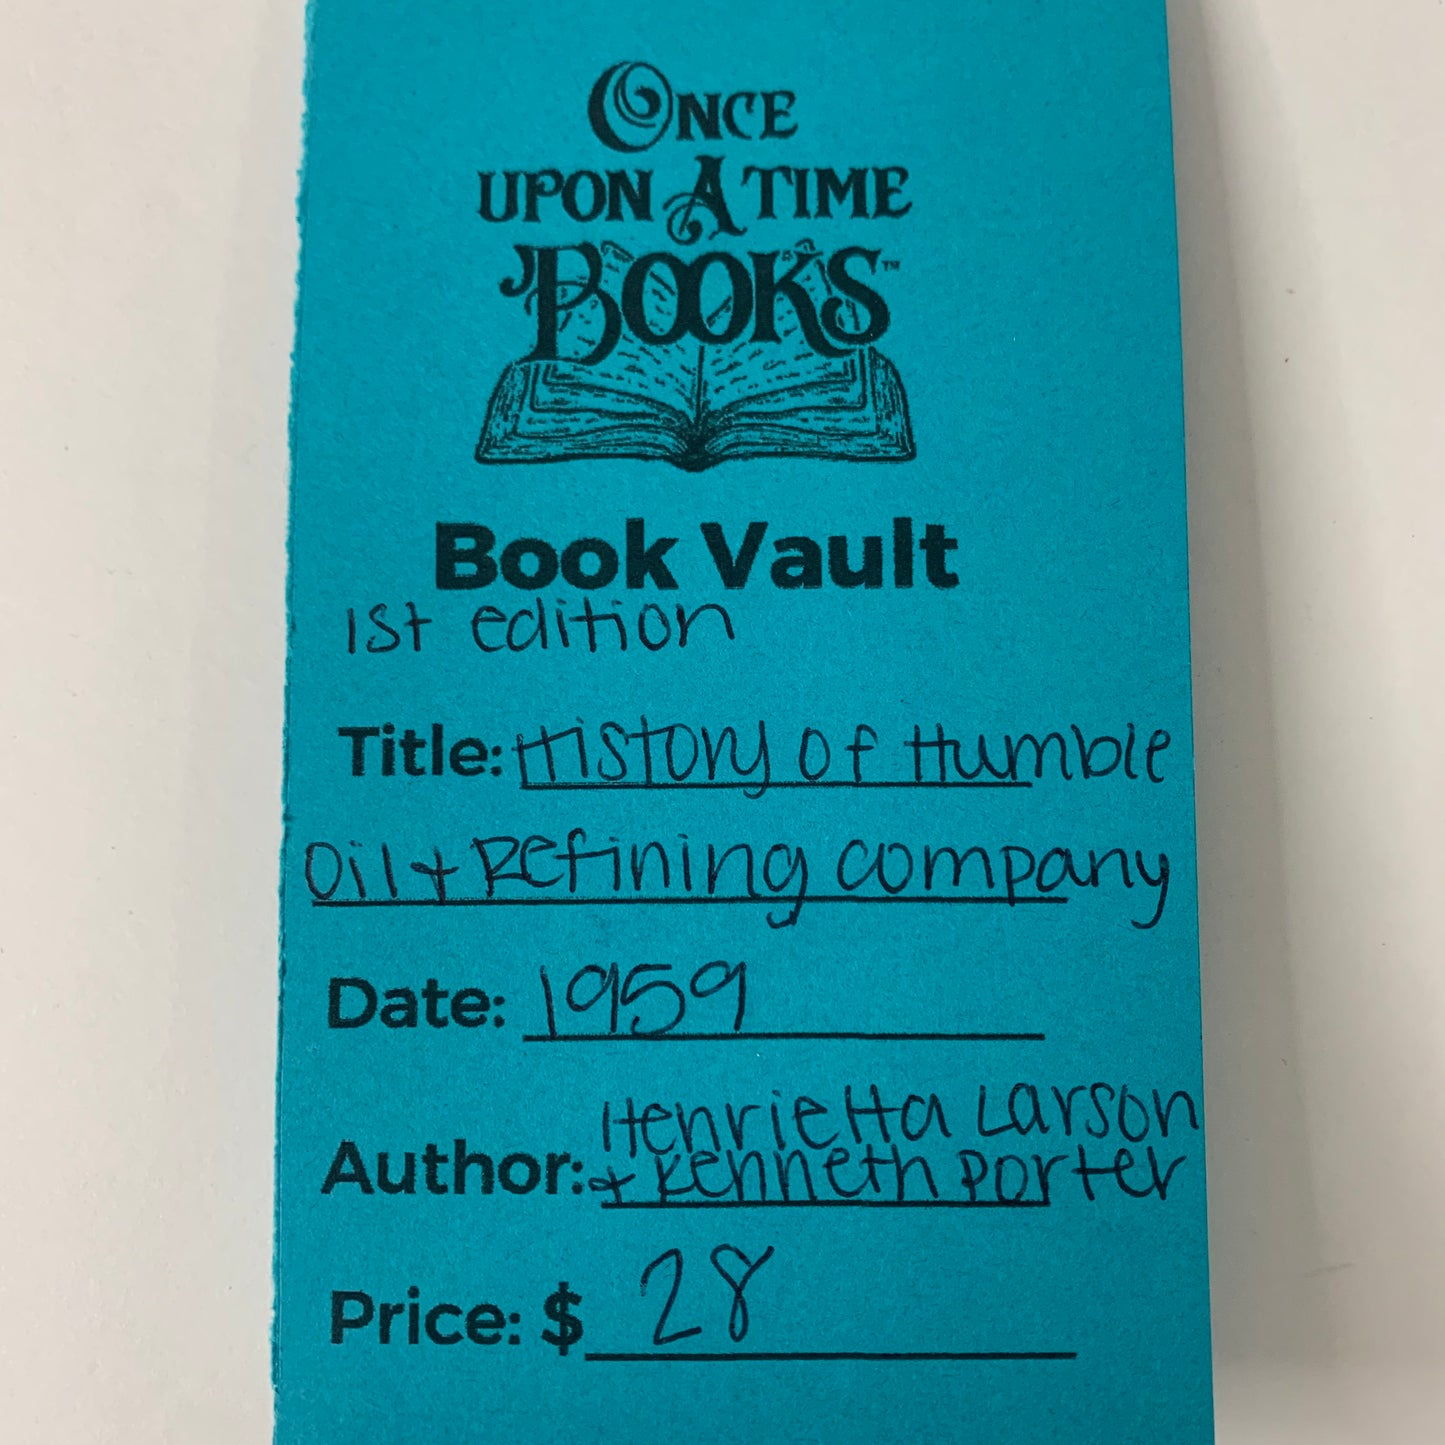 ONCE
UPON A TIME
BOOKS™
Book Vault
1st edition
Title: History of Humble
Oil + Refining company
Date: 1959
Henrietta Larson
Author: + Kenneth Porter
Price: $ 28